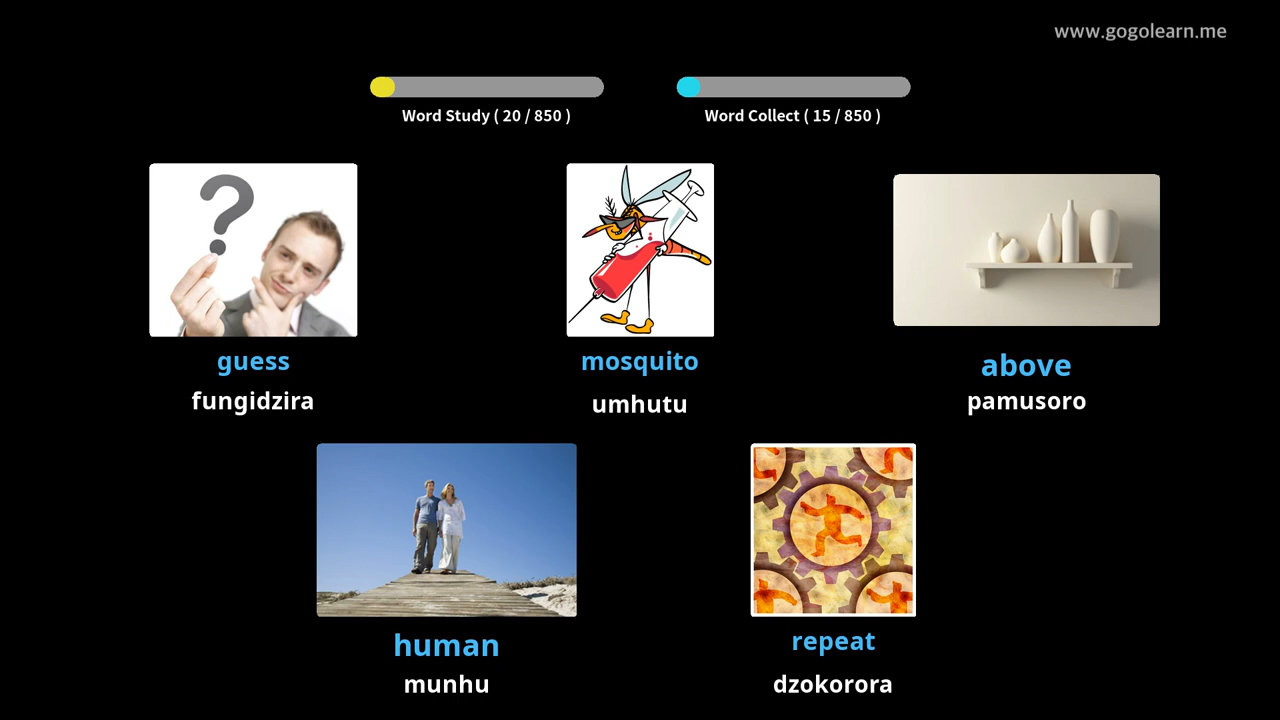 www.gogolearn.me
Word Study ( 20 / 850 )
Word Collect ( 15 / 850 )
?
guess
fungidzira
mosquito
umhutu
above
pamusoro
human
munhu
repeat
dzokorora